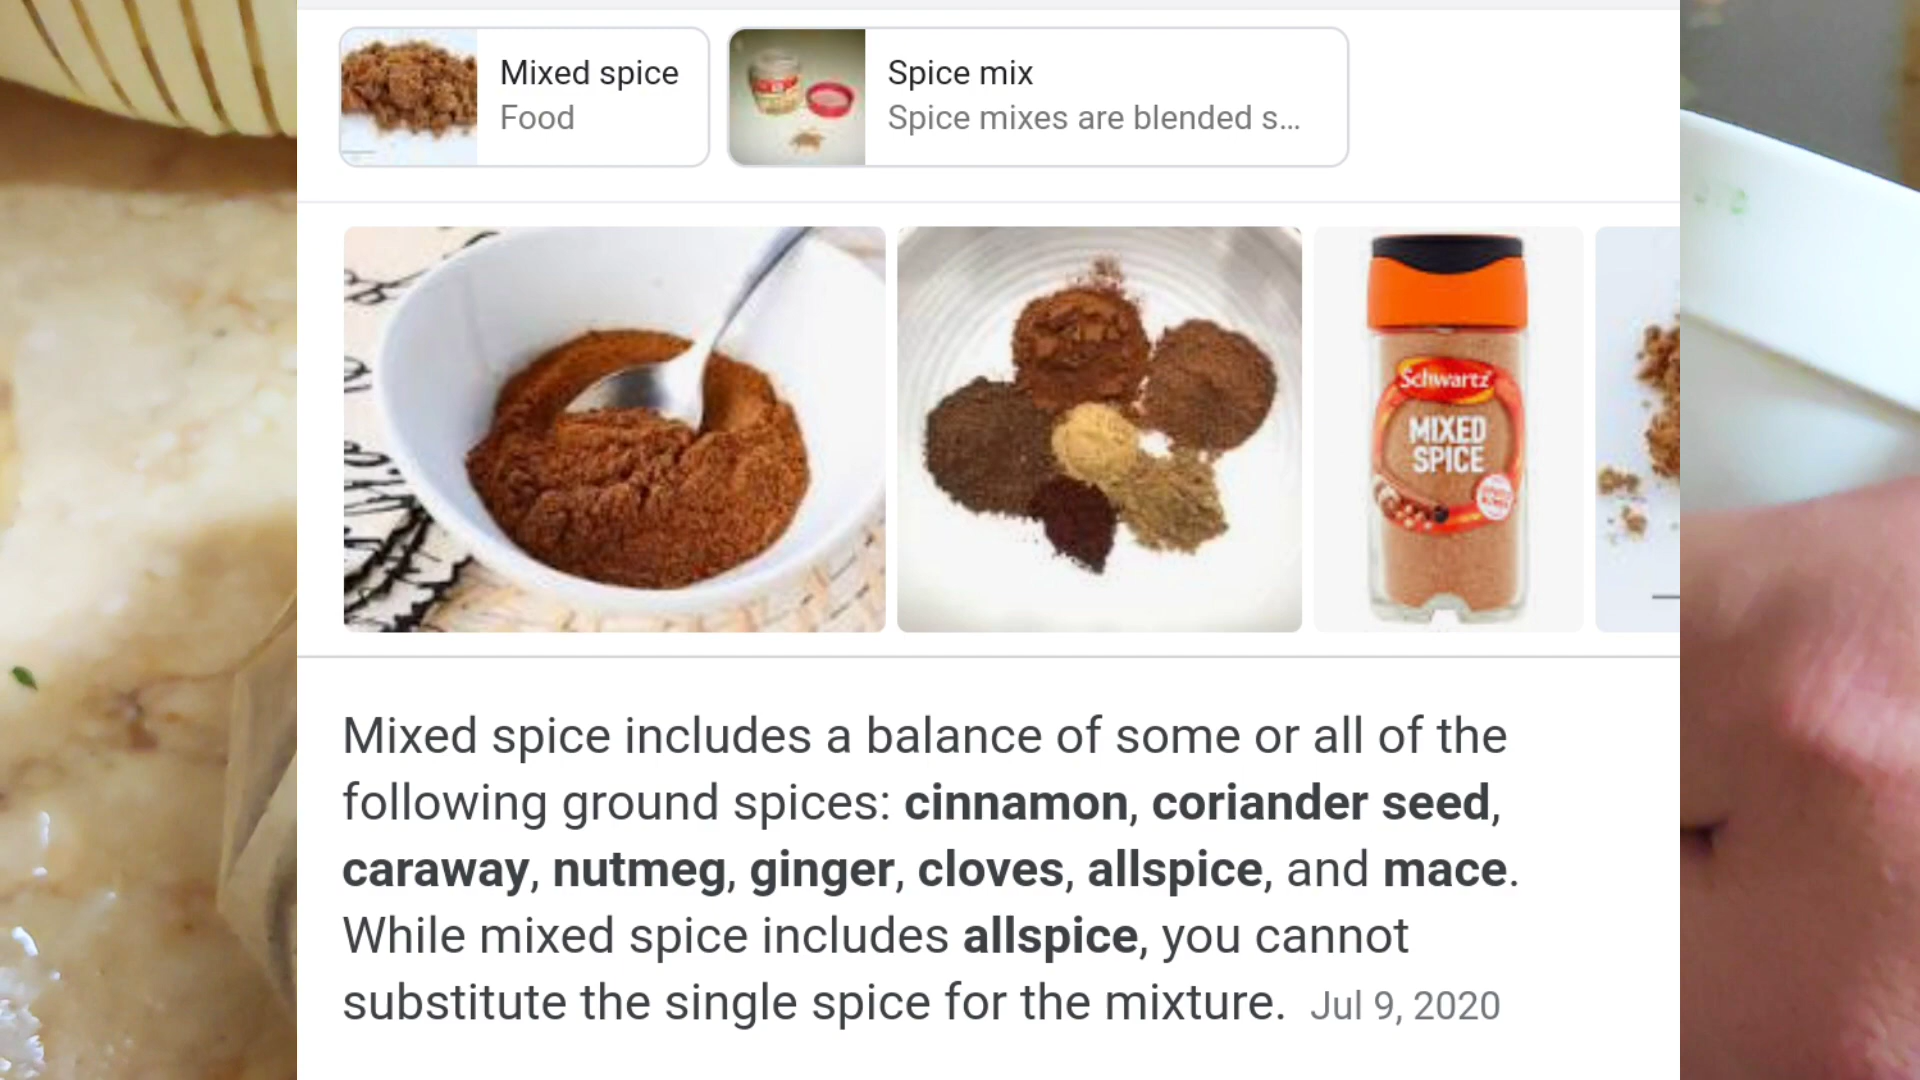 Mixed spice
Food
Spice mix
Spice mixes are blended s...
Schwartz
MIXED
SPICE
Mixed spice includes a balance of some or all of the
following ground spices: cinnamon, coriander seed,
caraway, nutmeg, ginger, cloves, allspice, and mace.
While mixed spice includes allspice, you cannot
substitute the single spice for the mixture. Jul 9, 2020